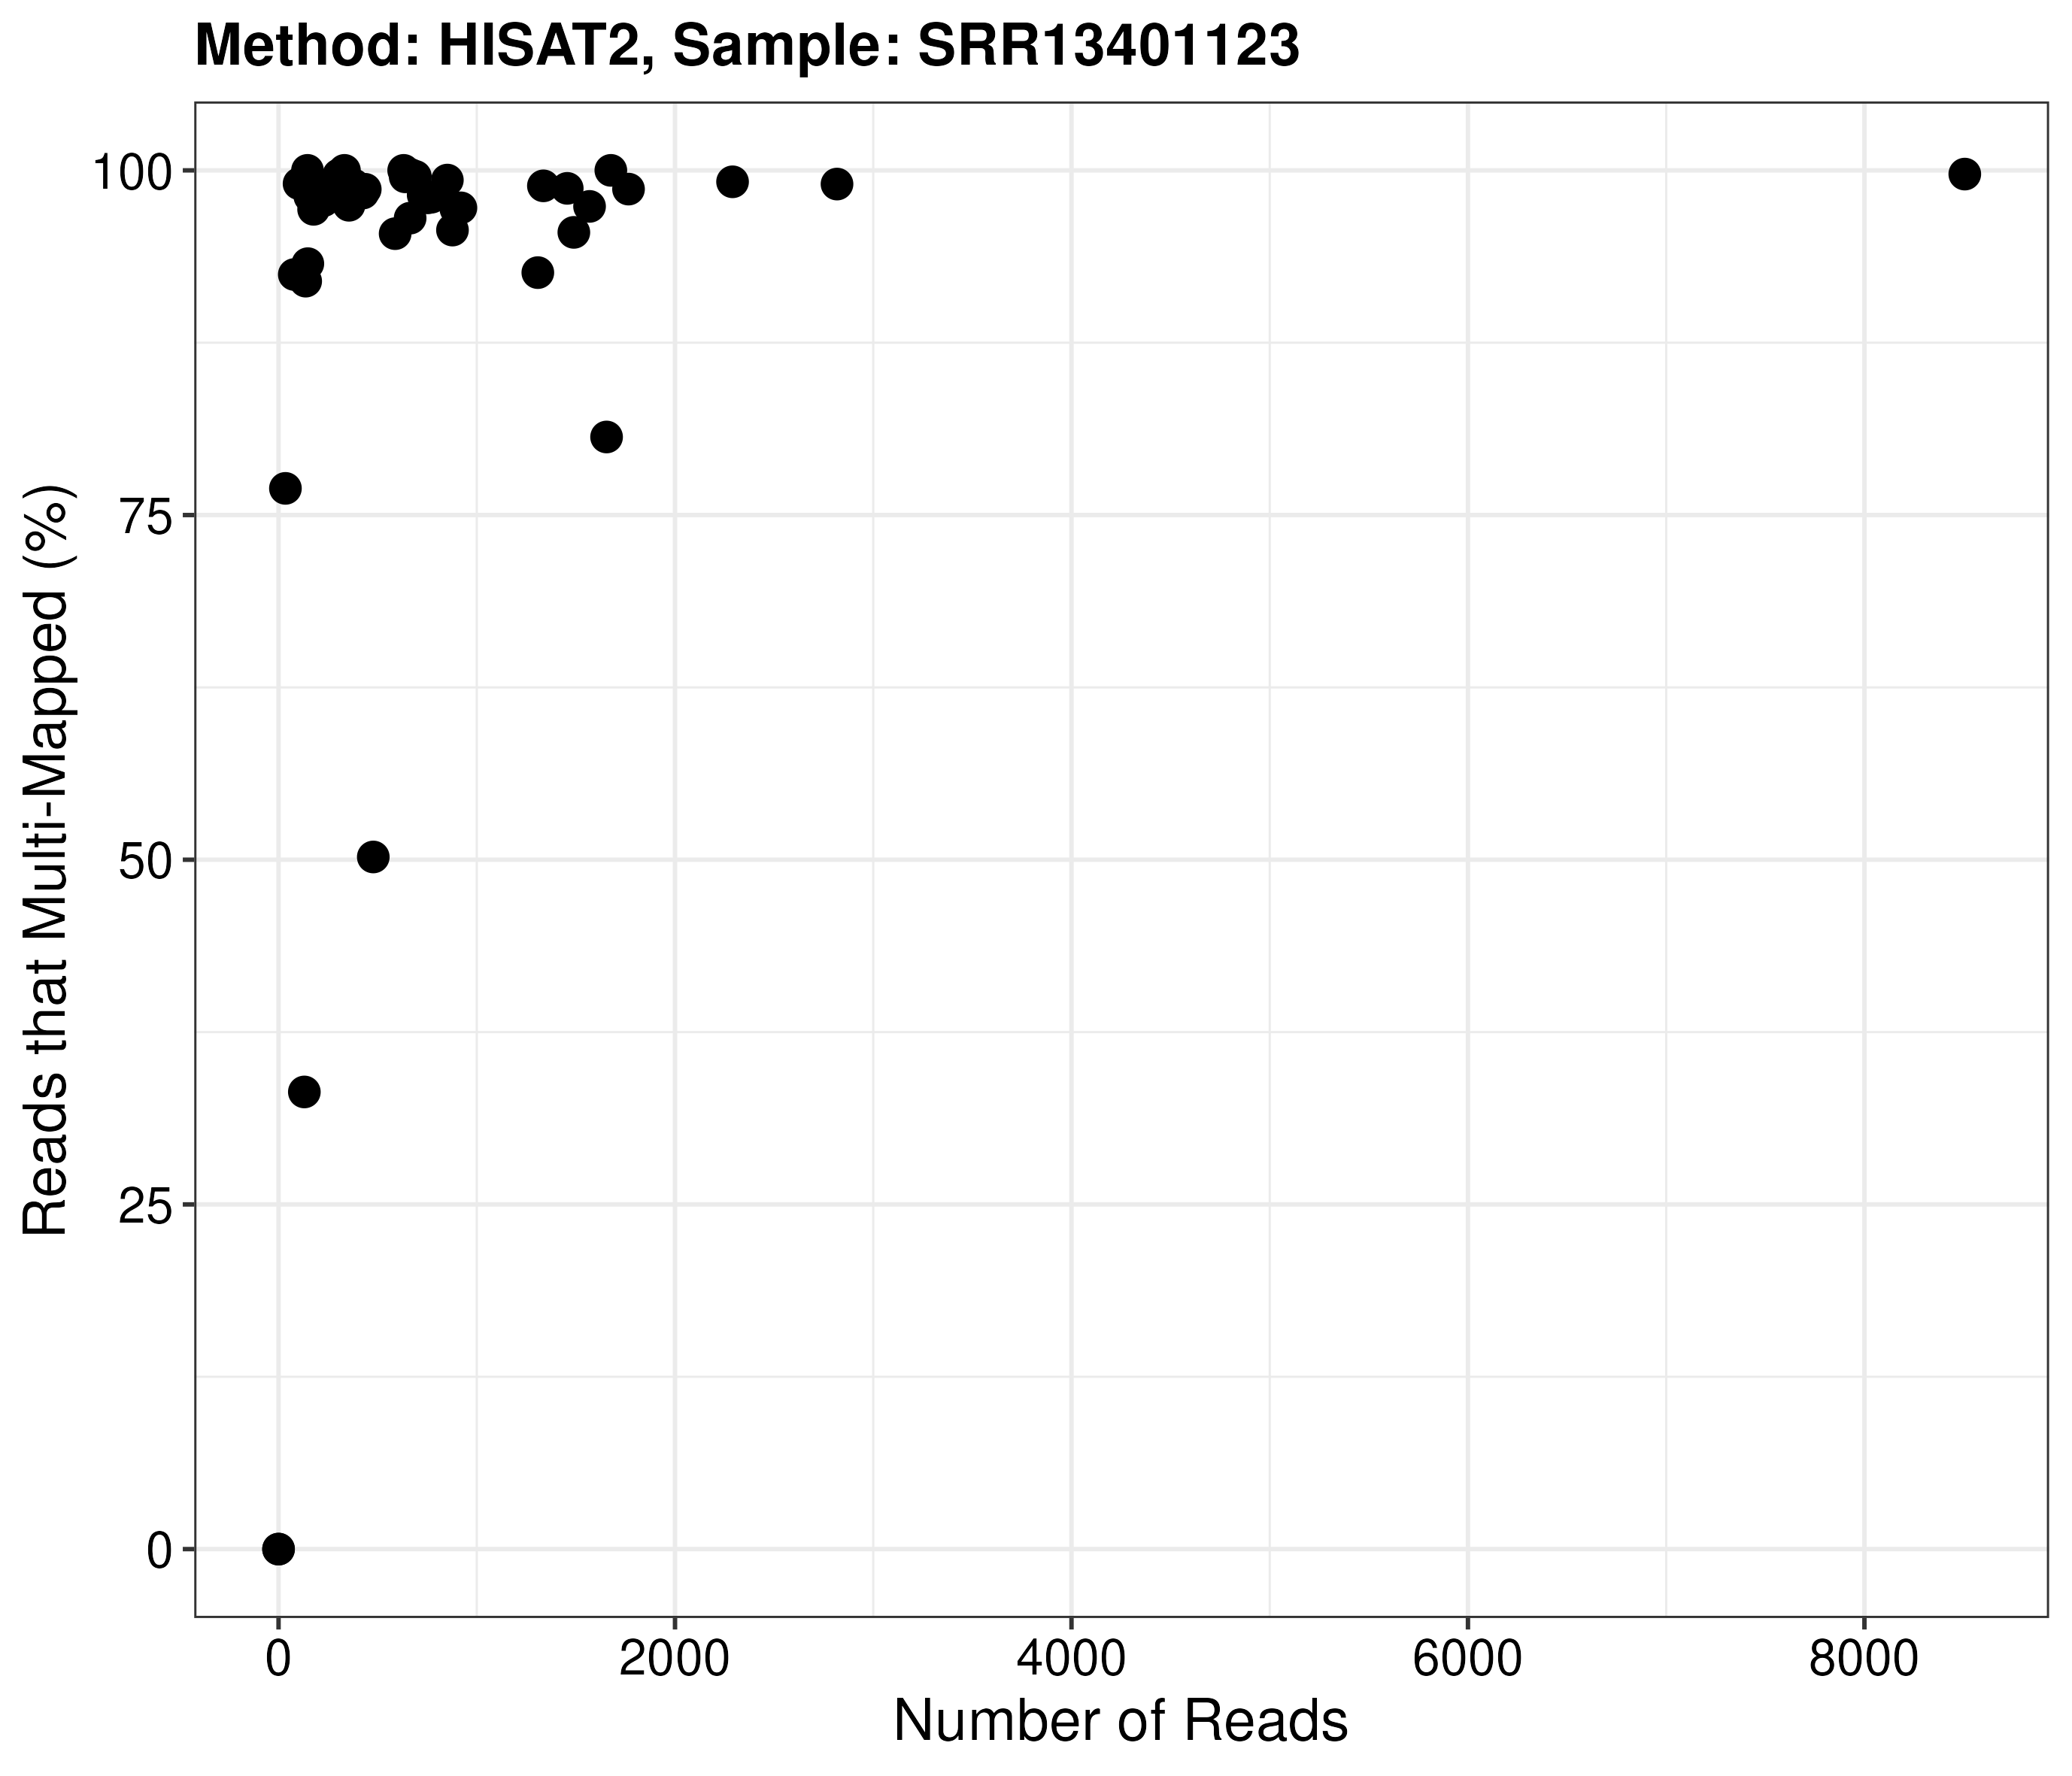 Method: HISAT2, Sample: SRR13401123
Reads that Multi-Mapped (%)
100
75
50
25
0
0 2000 4000 6000 8000
Number of Reads